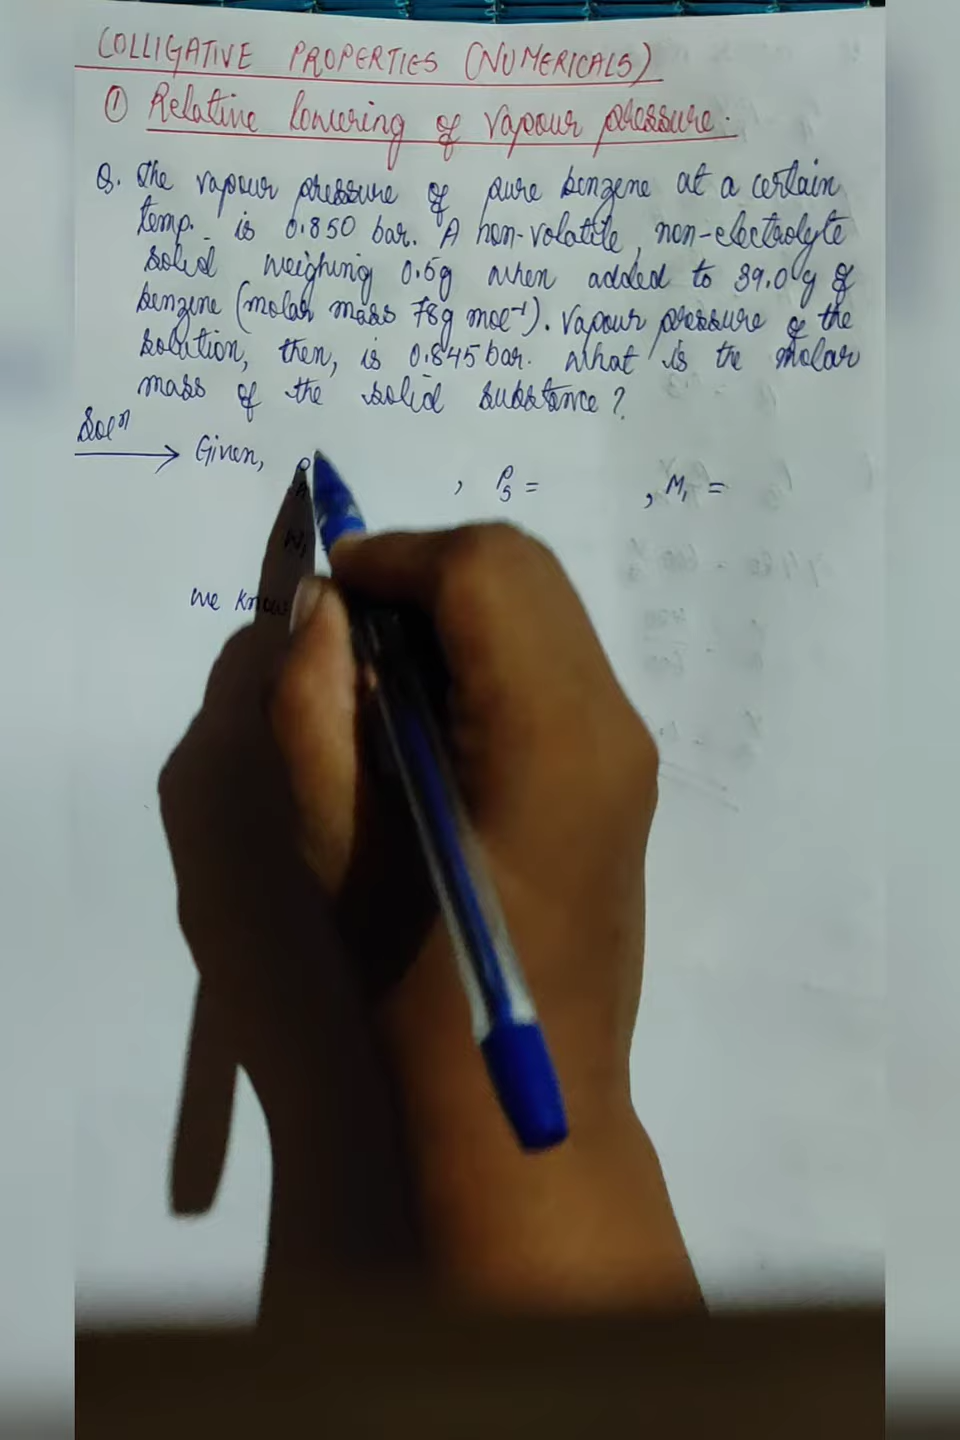 COLLIGATIVE PROPERTIES (NUMERICALS)
① Relative lowering of vapour pressure.
Q. The vapour pressure of pure benzene at a certain
temp. is 0.850 bar. A non-volatile, non-electrolyte
solid weighing 0.5g when added to 39.0g of
benzene (molar mass 78g mol⁻¹). Vapour pressure of the
solution, then, is 0.845 bar. What is the molar
mass of the solid substance?
Solⁿ
Given, P , Pₛ = , M₁ =
W₁
we know